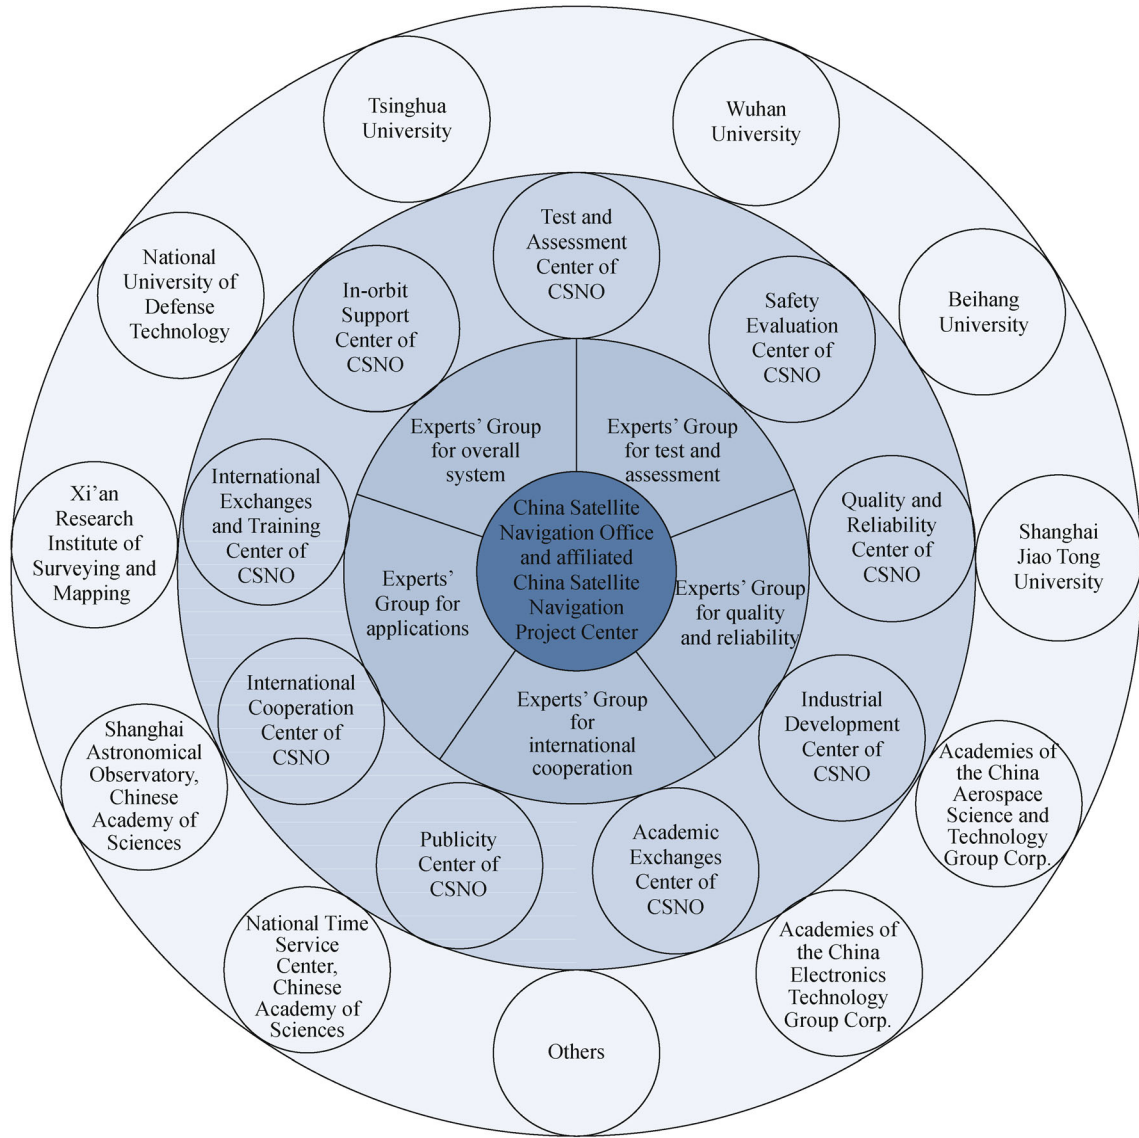 Tsinghua
University
Wuhan
University
National
University of
Defense
Technology
Beihang
University
Xi’an
Research
Institute of
Surveying and
Mapping
Shanghai
Jiao Tong
University
Shanghai
Astronomical
Observatory,
Chinese
Academy of
Sciences
Academies of
the China
Aerospace
Science and
Technology
Group Corp.
National Time
Service
Center,
Chinese
Academy of
Sciences
Others
Academies of
the China
Electronics
Technology
Group Corp.
Test and
Assessment
Center of
CSNO
In-orbit
Support
Center of
CSNO
Safety
Evaluation
Center of
CSNO
International
Exchanges
and Training
Center of
CSNO
Quality and
Reliability
Center of
CSNO
International
Cooperation
Center of
CSNO
Industrial
Development
Center of
CSNO
Publicity
Center of
CSNO
Academic
Exchanges
Center of
CSNO
Experts’ Group
for overall
system
Experts’ Group
for test and
assessment
Experts’
Group for
applications
Experts’ Group
for quality
and reliability
Experts’ Group
for
international
cooperation
China Satellite
Navigation Office
and affiliated
China Satellite
Navigation
Project Center